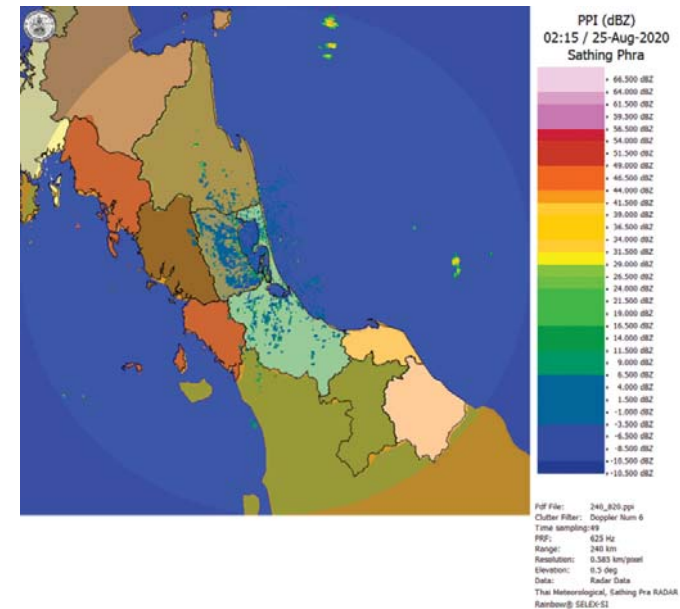 PPI (dBZ)
02:15 / 25-Aug-2020
Sathing Phra
66.500 dBZ
64.000 dBZ
61.500 dBZ
59.500 dBZ
56.500 dBZ
54.000 dBZ
51.500 dBZ
49.000 dBZ
46.500 dBZ
44.000 dBZ
41.500 dBZ
39.000 dBZ
36.500 dBZ
34.000 dBZ
31.500 dBZ
29.000 dBZ
26.500 dBZ
24.000 dBZ
21.500 dBZ
19.000 dBZ
16.500 dBZ
14.000 dBZ
11.500 dBZ
9.000 dBZ
6.500 dBZ
4.000 dBZ
1.500 dBZ
-1.000 dBZ
-3.500 dBZ
-6.500 dBZ
-8.500 dBZ
-10.500 dBZ
-10.500 dBZ
Pdf File: 240_820.ppi
Clutter Filter: Doppler Num 6
Time sampling:49
PRF: 625 Hz
Range: 240 km
Resolution: 0.585 km/pixel
Elevation: 0.5 deg
Data: Radar Data
Thai Meteorological, Sathing Pra RADAR
Rainbow® SELEX-SI